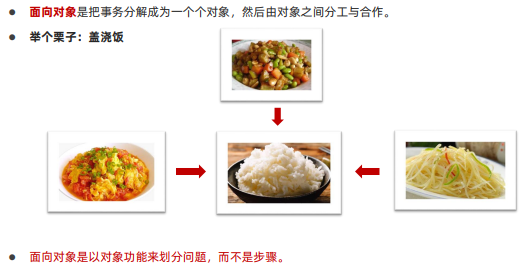 面向对象是把事务分解成为一个个对象，然后由对象之间分工与合作。
举个栗子：盖浇饭
面向对象是以对象功能来划分问题，而不是步骤。